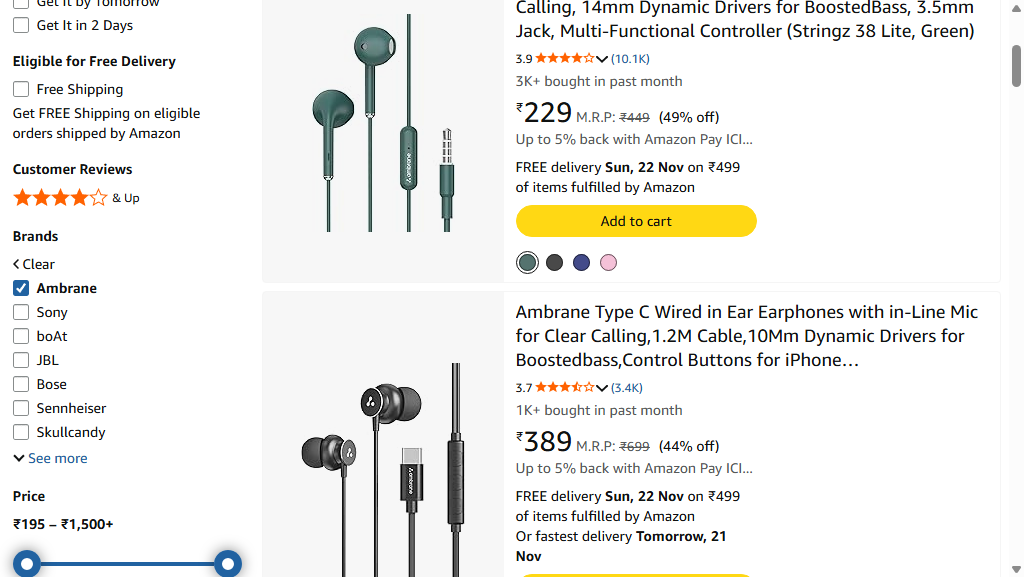 Get It by Tomorrow
Get It in 2 Days
Eligible for Free Delivery
Free Shipping
Get FREE Shipping on eligible
orders shipped by Amazon
Customer Reviews
& Up
Brands
Clear
Ambrane
Sony
boAt
JBL
Bose
Sennheiser
Skullcandy
See more
Price
₹195 – ₹1,500+
ambrane
Calling, 14mm Dynamic Drivers for BoostedBass, 3.5mm
Jack, Multi-Functional Controller (Stringz 38 Lite, Green)
3.9 (10.1K)
3K+ bought in past month
₹229 M.R.P: ₹449 (49% off)
Up to 5% back with Amazon Pay ICI...
FREE delivery Sun, 22 Nov on ₹499
of items fulfilled by Amazon
Add to cart
ambrane
Ambrane Type C Wired in Ear Earphones with in-Line Mic
for Clear Calling,1.2M Cable,10Mm Dynamic Drivers for
Boostedbass,Control Buttons for iPhone…
3.7 (3.4K)
1K+ bought in past month
₹389 M.R.P: ₹699 (44% off)
Up to 5% back with Amazon Pay ICI...
FREE delivery Sun, 22 Nov on ₹499
of items fulfilled by Amazon
Or fastest delivery Tomorrow, 21
Nov